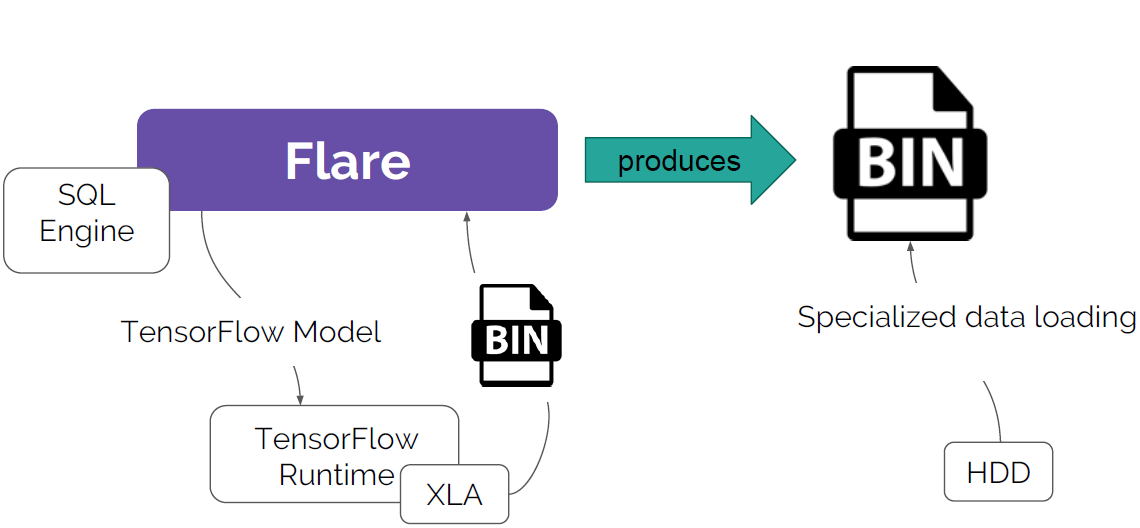 Flare
produces
BIN
SQL
Engine
TensorFlow Model
BIN
Specialized data loading
TensorFlow
Runtime
XLA
HDD